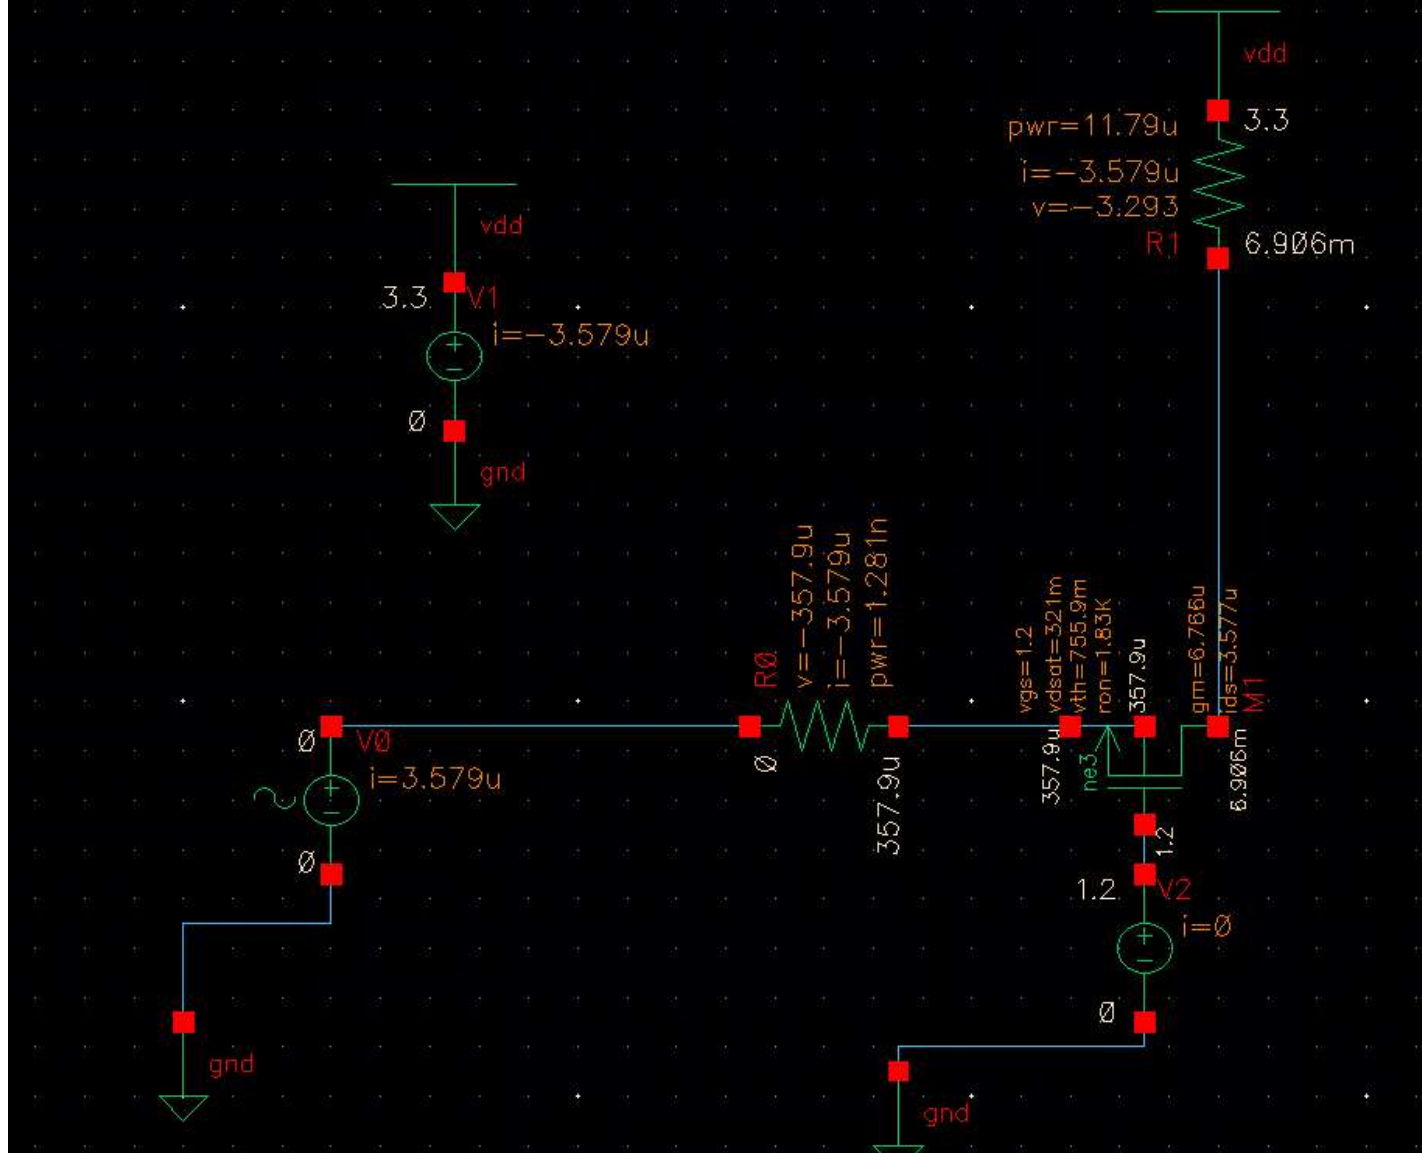 vdd
3.3
pwr=11.79u
i=-3.579u
v=-3.293
R1
6.906m
vdd
3.3
V1
i=-3.579u
0
gnd
R0
v=-357.9u
i=-3.579u
pwr=1.281n
0
357.9u
vgs=1.2
vdsat=321m
vth=755.9m
ron=1.83K
357.9u
gm=6.766u
ids=3.577u
M1
357.9u
ne3
6.906m
0
V0
i=3.579u
0
gnd
1.2
1.2
V2
i=0
0
gnd